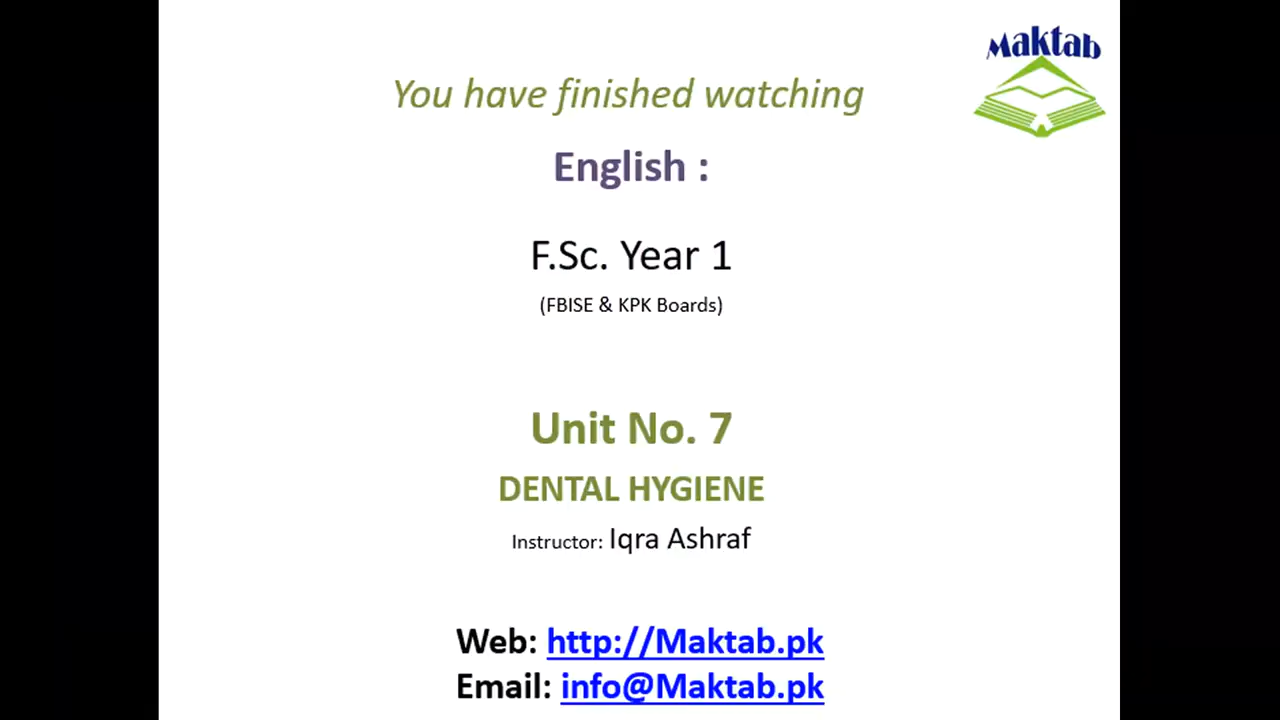 Maktab
You have finished watching
English :
F.Sc. Year 1
(FBISE & KPK Boards)
Unit No. 7
DENTAL HYGIENE
Instructor: Iqra Ashraf
Web: http://Maktab.pk
Email: info@Maktab.pk